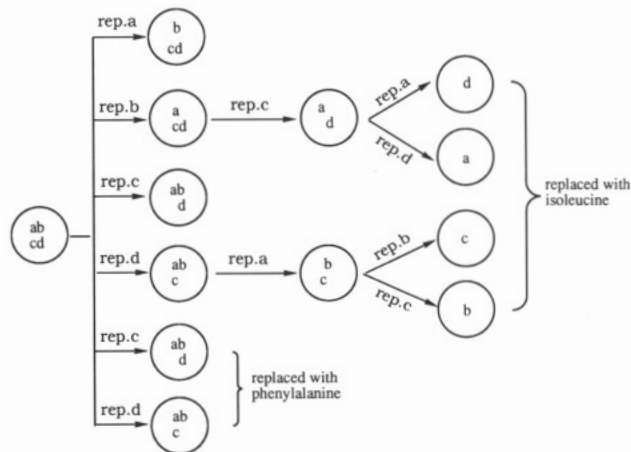 rep.a
b
cd
rep.b
a
cd
rep.c
a
d
rep.a
d
rep.d
a
rep.c
ab
d
ab
cd
rep.d
ab
c
rep.a
b
c
rep.b
c
rep.c
b
replaced with
isoleucine
rep.c
ab
d
rep.d
ab
c
replaced with
phenylalanine